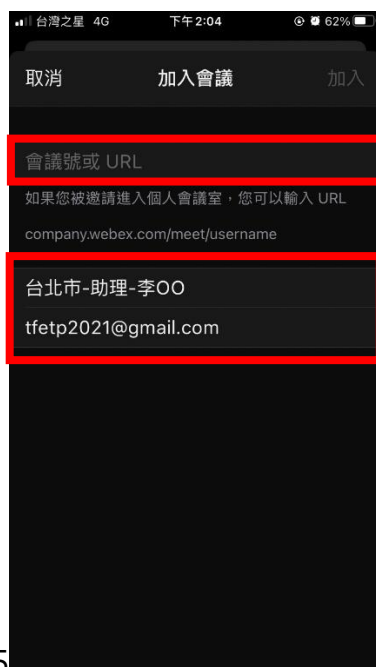 台灣之星 4G 下午2:04 62%
取消 加入會議 加入
會議號或 URL
如果您被邀請進入個人會議室，您可以輸入 URL
company.webex.com/meet/username
台北市-助理-李OO
tfetp2021@gmail.com
5